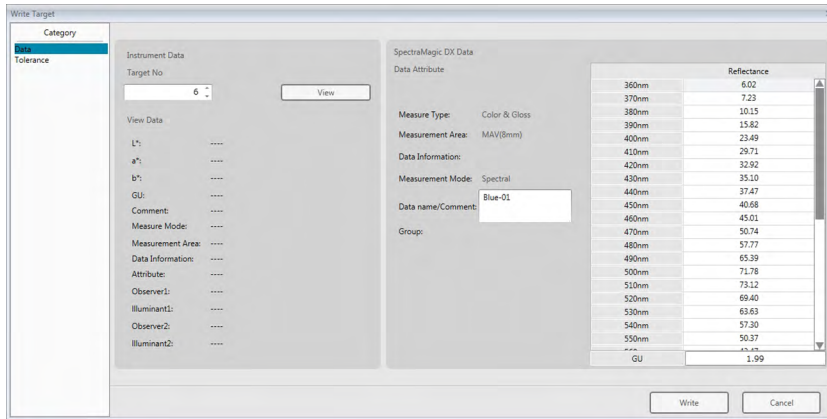 Write Target
Category
Data
Tolerance
Instrument Data
Target No
6
View
View Data
L*: ----
a*: ----
b*: ----
GU: ----
Comment: ----
Measure Mode: ----
Measurement Area: ----
Data Information: ----
Attribute: ----
Observer1: ----
Illuminant1: ----
Observer2: ----
Illuminant2: ----
SpectraMagic DX Data
Data Attribute
Measure Type: Color & Gloss
Measurement Area: MAV(8mm)
Data Information:
Measurement Mode: Spectral
Data name/Comment: Blue-01
Group:
Reflectance
360nm 6.02
370nm 7.23
380nm 10.15
390nm 15.82
400nm 23.49
410nm 29.71
420nm 32.92
430nm 35.10
440nm 37.47
450nm 40.68
460nm 45.01
470nm 50.74
480nm 57.77
490nm 65.39
500nm 71.78
510nm 73.12
520nm 69.40
530nm 63.63
540nm 57.30
550nm 50.37
GU 1.99
Write
Cancel